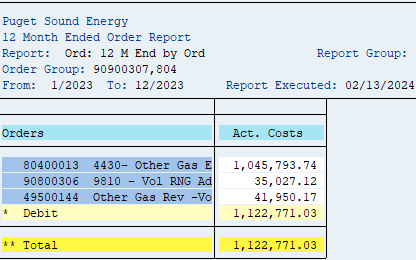 Puget Sound Energy
12 Month Ended Order Report
Report: Ord: 12 M End by Ord Report Group:
Order Group: 90900307,804
From: 1/2023 To: 12/2023 Report Executed: 02/13/2024
Orders Act. Costs
80400013 4430- Other Gas E 1,045,793.74
90800306 9810 - Vol RNG Ad 35,027.12
49500144 Other Gas Rev -Vo 41,950.17
* Debit 1,122,771.03
** Total 1,122,771.03